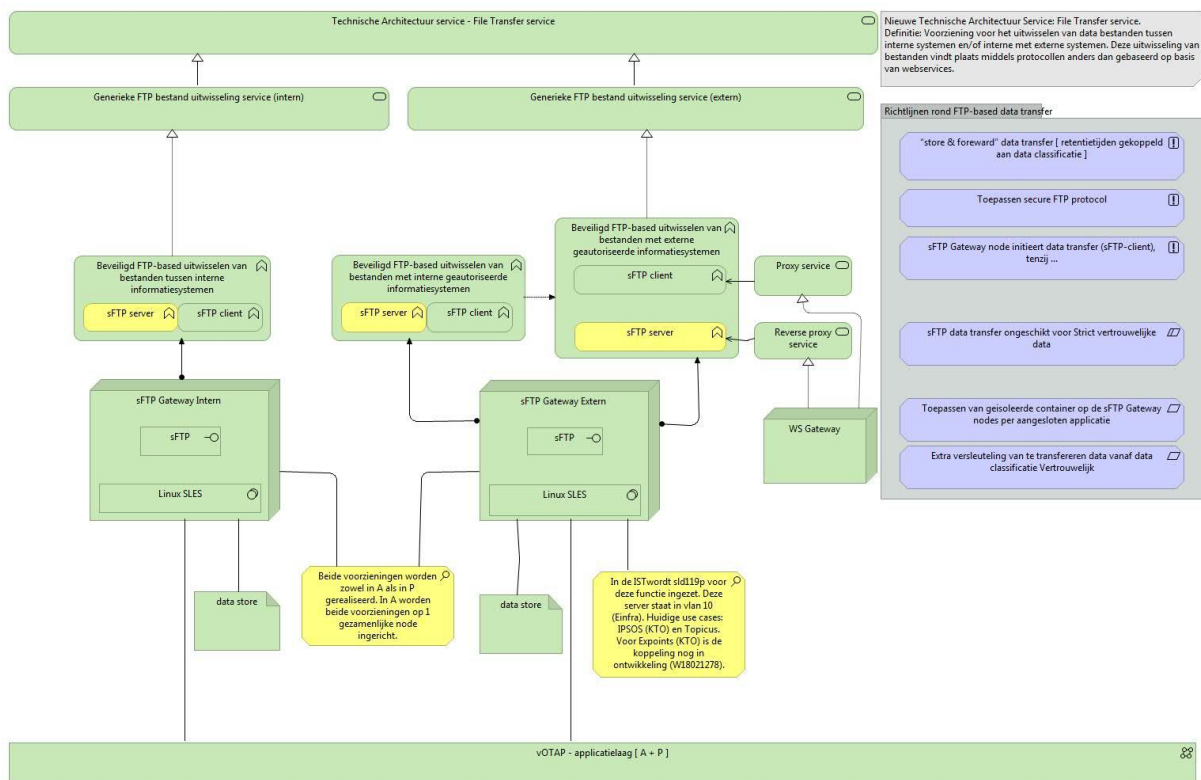 Technische Architectuur service - File Transfer service
Nieuwe Technische Architectuur Service: File Transfer service.
Definitie: Voorziening voor het uitwisselen van data bestanden tussen
interne systemen en/of interne met externe systemen. Deze uitwisseling van
bestanden vindt plaats middels protocollen anders dan gebaseerd op basis
van webservices.
Generieke FTP bestand uitwisseling service (intern)
Generieke FTP bestand uitwisseling service (extern)
Richtlijnen rond FTP-based data transfer
"store & foreward" data transfer [ retentietijden gekoppeld
aan data classificatie ]
Toepassen secure FTP protocol
sFTP Gateway node initieert data transfer (sFTP-client),
tenzij ...
sFTP data transfer ongeschikt voor Strict vertrouwelijke
data
Toepassen van geisoleerde container op de sFTP Gateway
nodes per aangesloten applicatie
Extra versleuteling van te transfereren data vanaf data
classificatie Vertrouwelijk
Beveiligd FTP-based uitwisselen van
bestanden tussen interne
informatiesystemen
sFTP server
sFTP client
Beveiligd FTP-based uitwisselen van
bestanden met interne geautoriseerde
informatiesystemen
sFTP server
sFTP client
Beveiligd FTP-based uitwisselen van
bestanden met externe
geautoriseerde informatiesystemen
sFTP client
sFTP server
Proxy service
Reverse proxy
service
sFTP Gateway Intern
sFTP
Linux SLES
sFTP Gateway Extern
sFTP
Linux SLES
WS Gateway
data store
Beide voorzieningen worden
zowel in A als in P
gerealiseerd. In A worden
beide voorzieningen op 1
gezamenlijke node
ingericht.
data store
In de ISTwordt sld119p voor
deze functie ingezet. Deze
server staat in vlan 10
(Einfra). Huidige use cases:
IPSOS (KTO) en Topicus.
Voor Expoints (KTO) is de
koppeling nog in
ontwikkeling (W18021278).
vOTAP - applicatielaag [ A + P ]